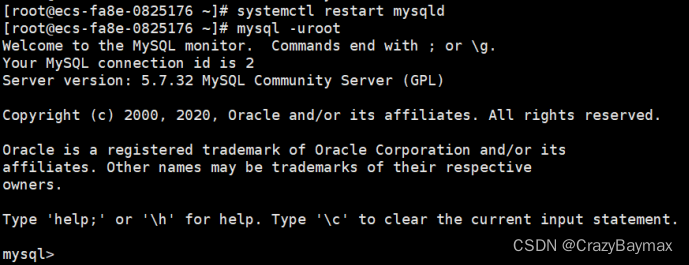 [root@ecs-fa8e-0825176 ~]# systemctl restart mysqld
[root@ecs-fa8e-0825176 ~]# mysql -uroot
Welcome to the MySQL monitor.  Commands end with ; or \g.
Your MySQL connection id is 2
Server version: 5.7.32 MySQL Community Server (GPL)
Copyright (c) 2000, 2020, Oracle and/or its affiliates. All rights reserved.
Oracle is a registered trademark of Oracle Corporation and/or its
affiliates. Other names may be trademarks of their respective
owners.
Type 'help;' or '\h' for help. Type '\c' to clear the current input statement.
mysql>
CSDN @CrazyBaymax